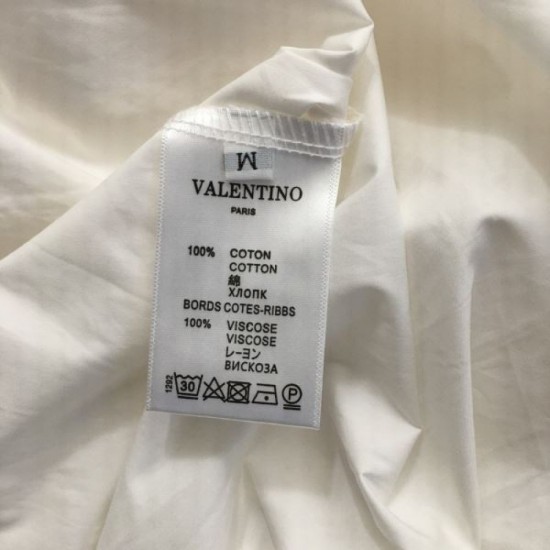 M
VALENTINO
PARIS
100% COTON
COTTON
綿
ХЛОПК
BORDS COTES-RIBBS
100% VISCOSE
VISCOSE
レーヨン
ВИСКОЗА
1292
30